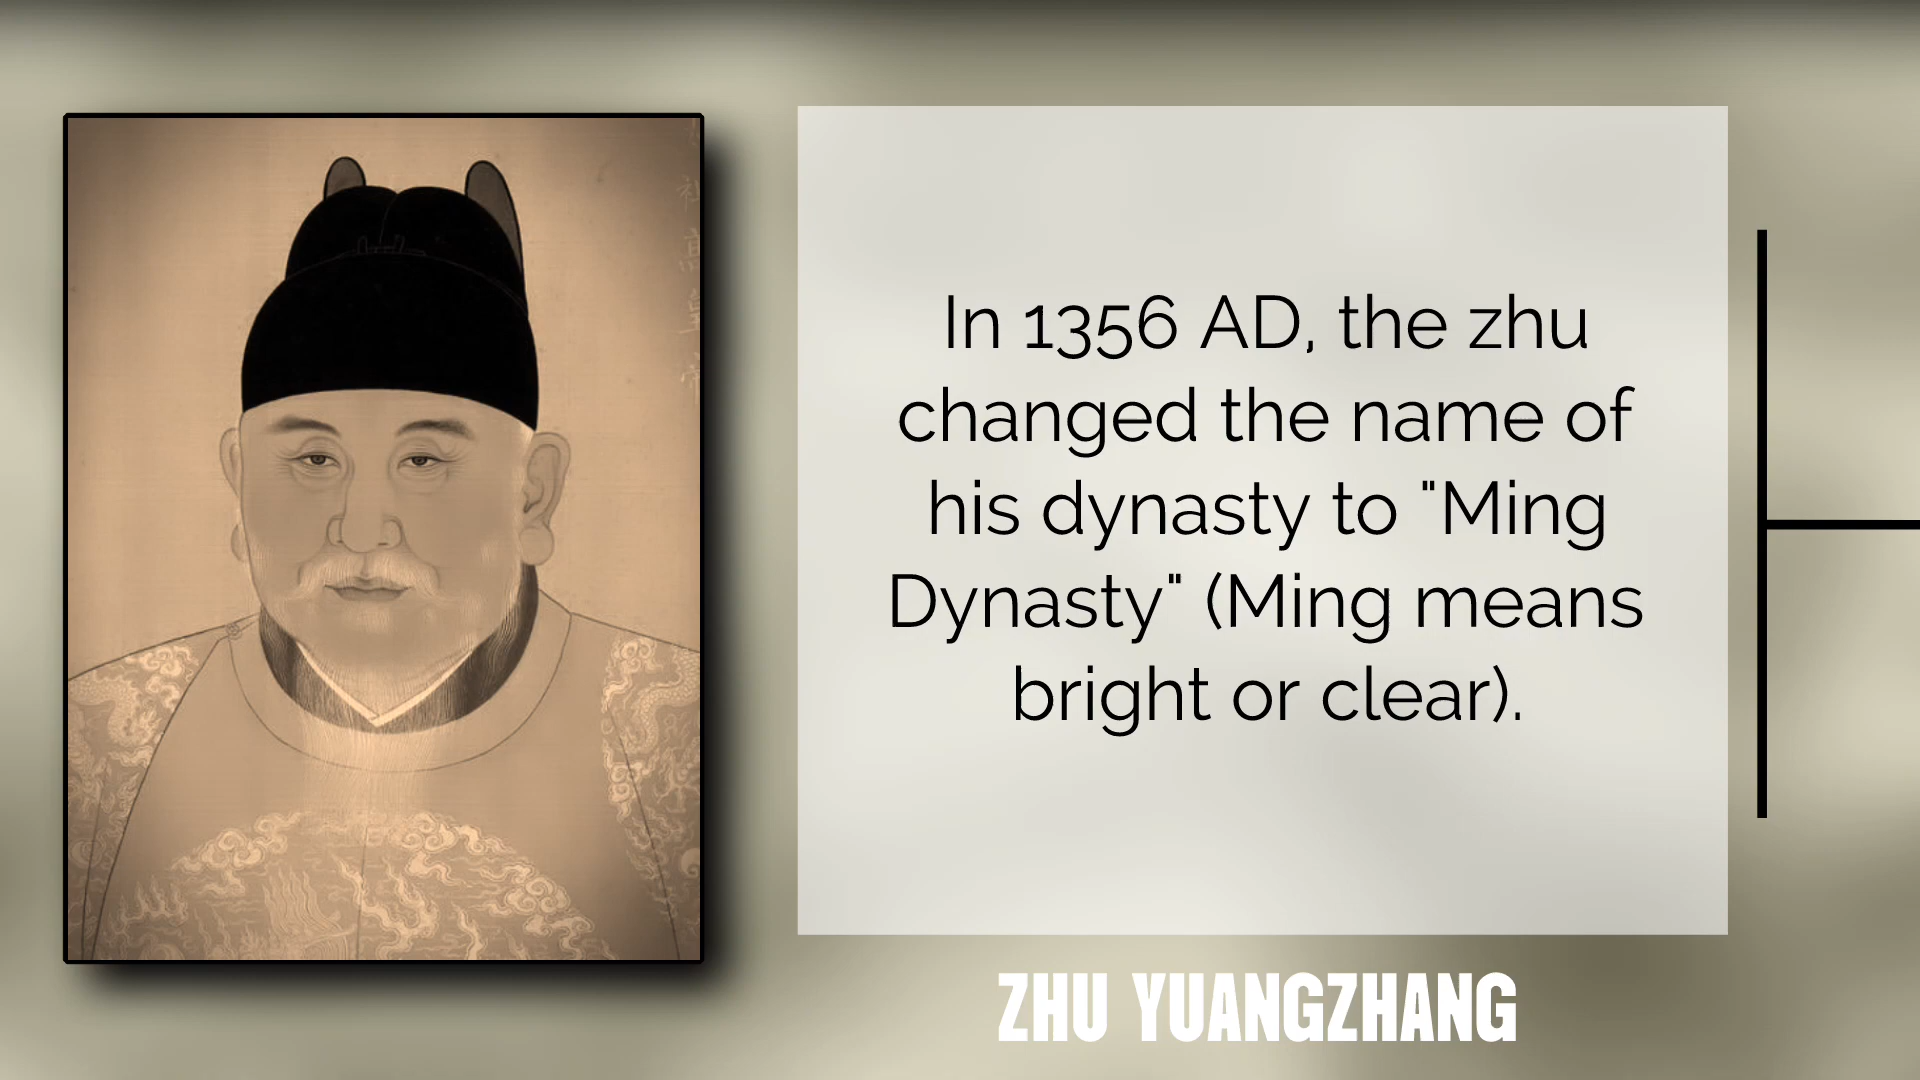 In 1356 AD, the zhu
changed the name of
his dynasty to "Ming
Dynasty" (Ming means
bright or clear).
ZHU YUANGZHANG